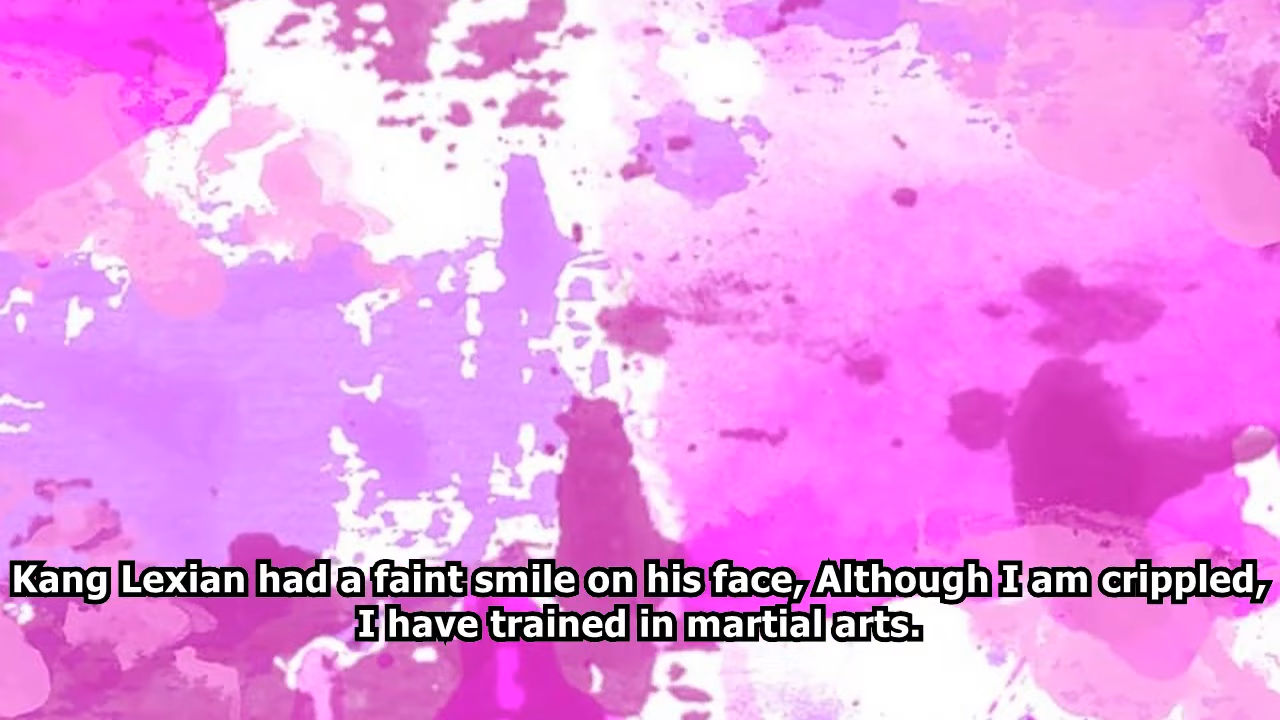 Kang Lexian had a faint smile on his face, Although I am crippled,
I have trained in martial arts.